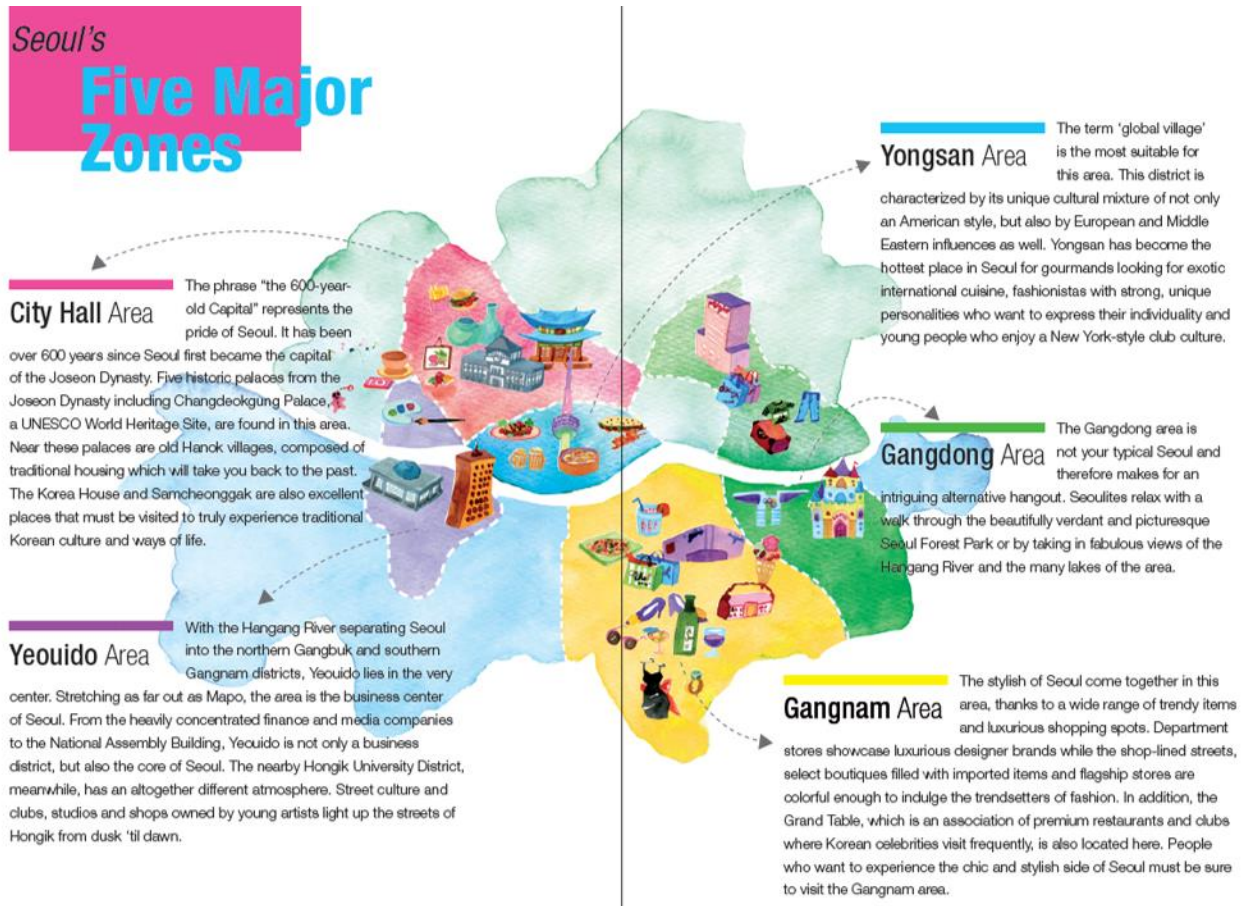 Seoul's
Five Major
Zones
City Hall Area
The phrase "the 600-year-
old Capital" represents the
pride of Seoul. It has been
over 600 years since Seoul first became the capital
of the Joseon Dynasty. Five historic palaces from the
Joseon Dynasty including Changdeokgung Palace,
a UNESCO World Heritage Site, are found in this area.
Near these palaces are old Hanok villages, composed of
traditional housing which will take you back to the past.
The Korea House and Samcheonggak are also excellent
places that must be visited to truly experience traditional
Korean culture and ways of life.
Yeouido Area
With the Hangang River separating Seoul
into the northern Gangbuk and southern
Gangnam districts, Yeouido lies in the very
center. Stretching as far out as Mapo, the area is the business center
of Seoul. From the heavily concentrated finance and media companies
to the National Assembly Building, Yeouido is not only a business
district, but also the core of Seoul. The nearby Hongik University District,
meanwhile, has an altogether different atmosphere. Street culture and
clubs, studios and shops owned by young artists light up the streets of
Hongik from dusk 'til dawn.
Yongsan Area
The term 'global village'
is the most suitable for
this area. This district is
characterized by its unique cultural mixture of not only
an American style, but also by European and Middle
Eastern influences as well. Yongsan has become the
hottest place in Seoul for gourmands looking for exotic
international cuisine, fashionistas with strong, unique
personalities who want to express their individuality and
young people who enjoy a New York-style club culture.
Gangdong Area
The Gangdong area is
not your typical Seoul and
therefore makes for an
intriguing alternative hangout. Seoulites relax with a
walk through the beautifully verdant and picturesque
Seoul Forest Park or by taking in fabulous views of the
Hangang River and the many lakes of the area.
Gangnam Area
The stylish of Seoul come together in this
area, thanks to a wide range of trendy items
and luxurious shopping spots. Department
stores showcase luxurious designer brands while the shop-lined streets,
select boutiques filled with imported items and flagship stores are
colorful enough to indulge the trendsetters of fashion. In addition, the
Grand Table, which is an association of premium restaurants and clubs
where Korean celebrities visit frequently, is also located here. People
who want to experience the chic and stylish side of Seoul must be sure
to visit the Gangnam area.